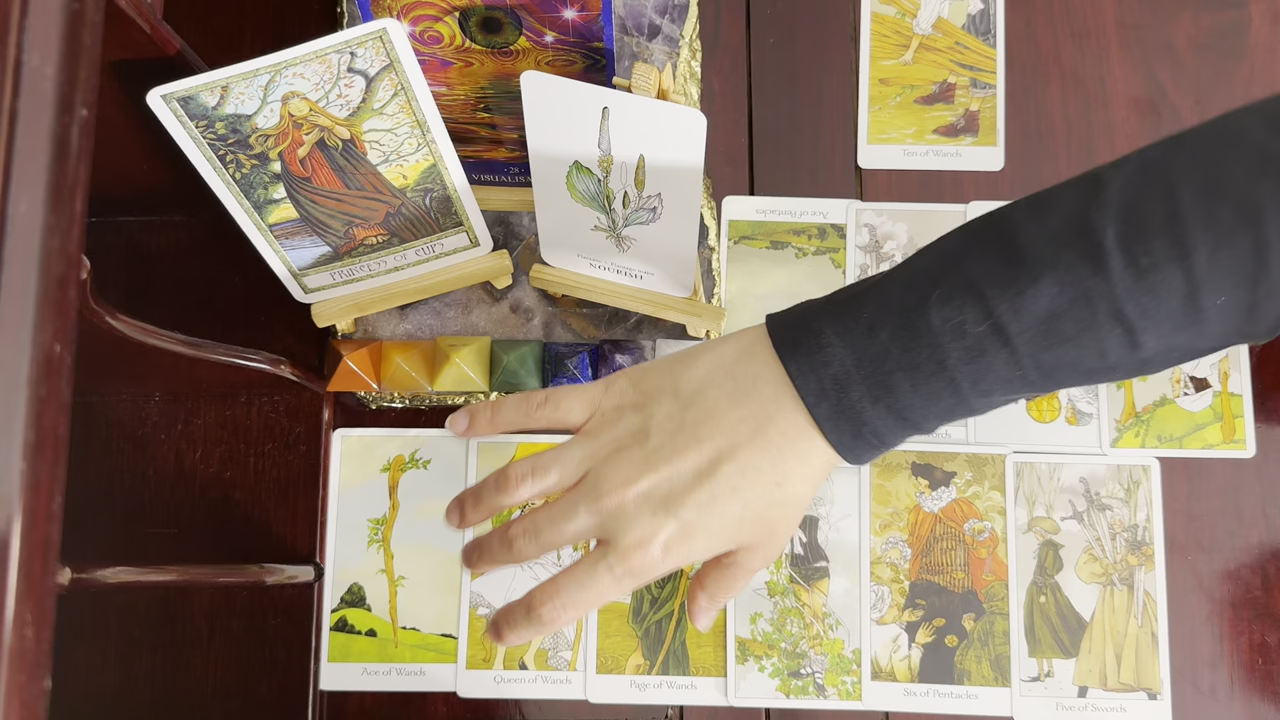 Ten of Wands
· 28 ·
VISUALIS
Ace of Pentacles
PRINCESS OF CUPS
NOURISH
Ace of Wands
Queen of Wands
Page of Wands
Six of Pentacles
Five of Swords